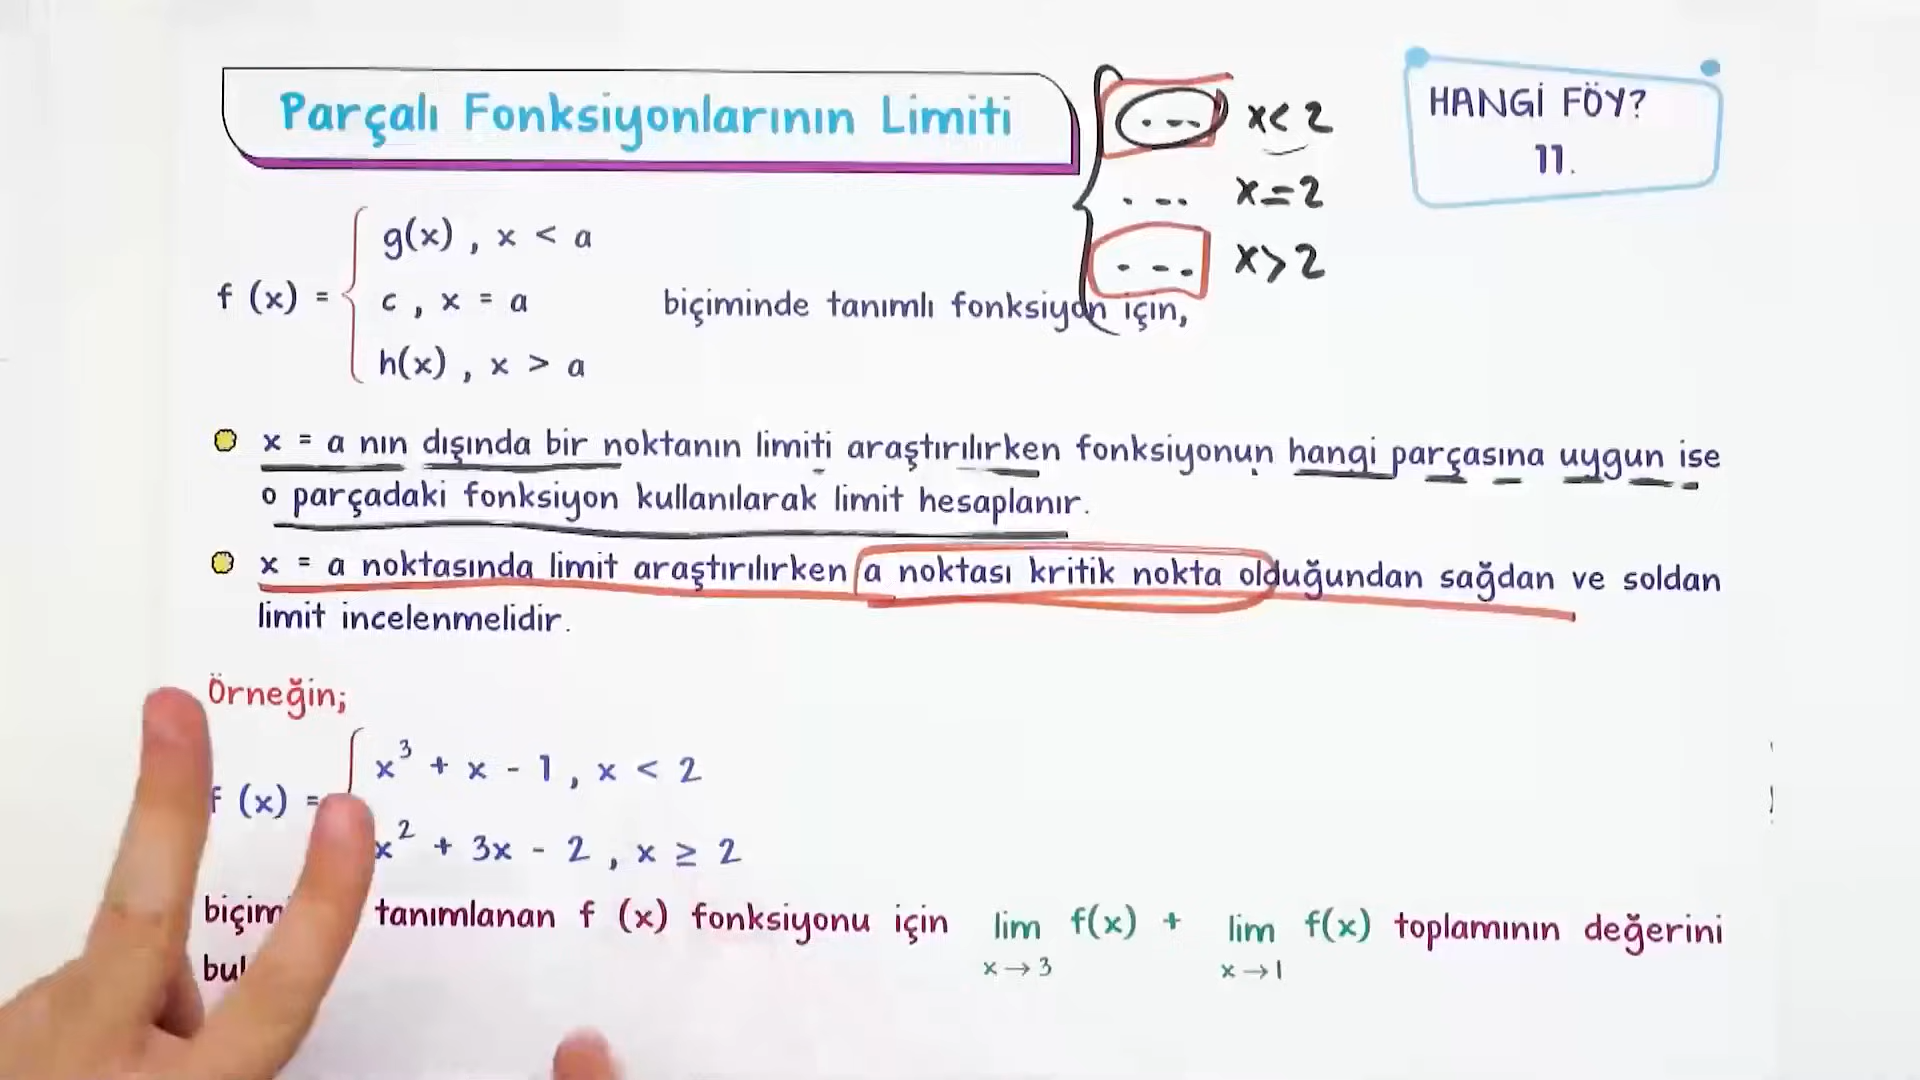 Parçalı Fonksiyonlarının Limiti
... x < 2
... x = 2
... x > 2
HANGİ FÖY?
11.
g(x) , x < a
f (x) = c , x = a biçiminde tanımlı fonksiyon için,
h(x) , x > a
x = a nın dışında bir noktanın limiti araştırılırken fonksiyonun hangi parçasına uygun ise
o parçadaki fonksiyon kullanılarak limit hesaplanır.
x = a noktasında limit araştırılırken a noktası kritik nokta olduğundan sağdan ve soldan
limit incelenmelidir.
Örneğin;
x³ + x - 1 , x < 2
f (x) =
x² + 3x - 2 , x ≥ 2
tanımlanan f (x) fonksiyonu için lim f(x) + lim f(x) toplamının değerini
x → 3 x → 1